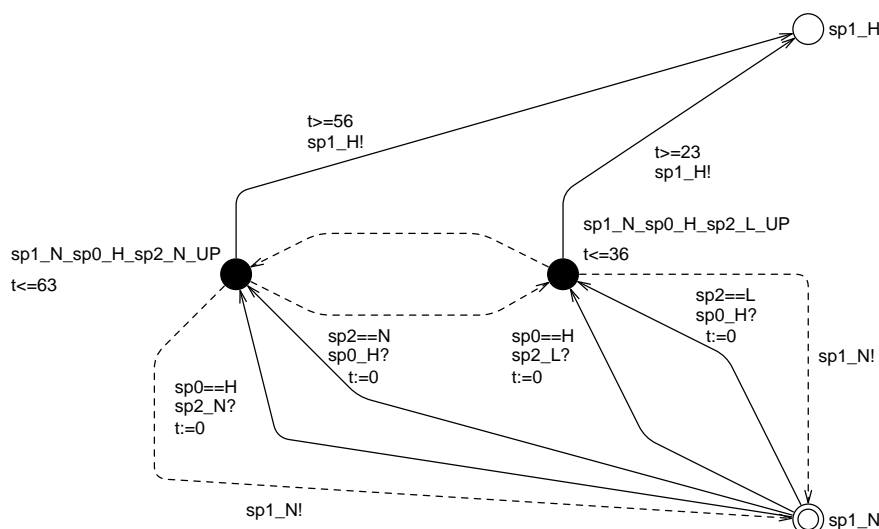 sp1_H
t>=56
sp1_H!
t>=23
sp1_H!
sp1_N_sp0_H_sp2_L_UP
t<=36
sp1_N_sp0_H_sp2_N_UP
t<=63
sp2==L
sp0_H?
t:=0
sp2==N
sp0_H?
t:=0
sp0==H
sp2_L?
t:=0
sp1_N!
sp0==H
sp2_N?
t:=0
sp1_N!
sp1_N